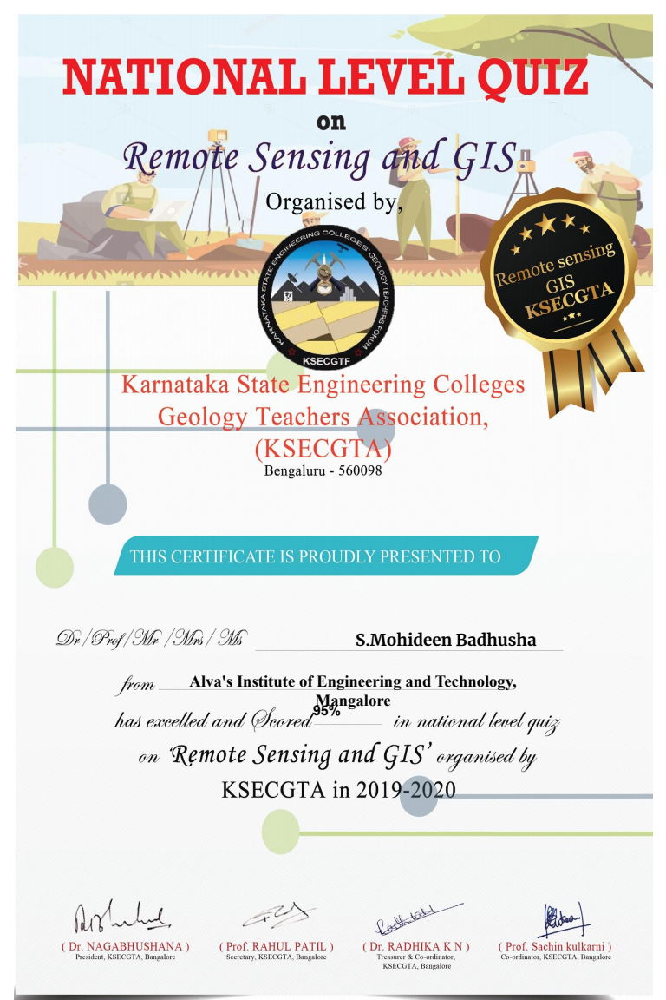 NATIONAL LEVEL QUIZ
on
Remote Sensing and GIS
Organised by,
KARNATAKA STATE ENGINEERING COLLEGES' GEOLOGY TEACHERS FORUM
KSECGTF
Remote sensing
GIS
KSECGTA
Karnataka State Engineering Colleges
Geology Teachers Association,
(KSECGTA)
Bengaluru - 560098
THIS CERTIFICATE IS PROUDLY PRESENTED TO
Dr/Prof/Mr/Mrs/Ms S.Mohideen Badhusha
from Alva's Institute of Engineering and Technology,
Mangalore
has excelled and Scored 95% in national level quiz
on 'Remote Sensing and GIS' organised by
KSECGTA in 2019-2020
( Dr. NAGABHUSHANA ) ( Prof. RAHUL PATIL ) ( Dr. RADHIKA K N ) ( Prof. Sachin kulkarni )
President, KSECGTA, Bangalore Secretary, KSECGTA, Bangalore Treasurer & Co-ordinator, Co-ordinator, KSECGTA, Bangalore
KSECGTA, Bangalore